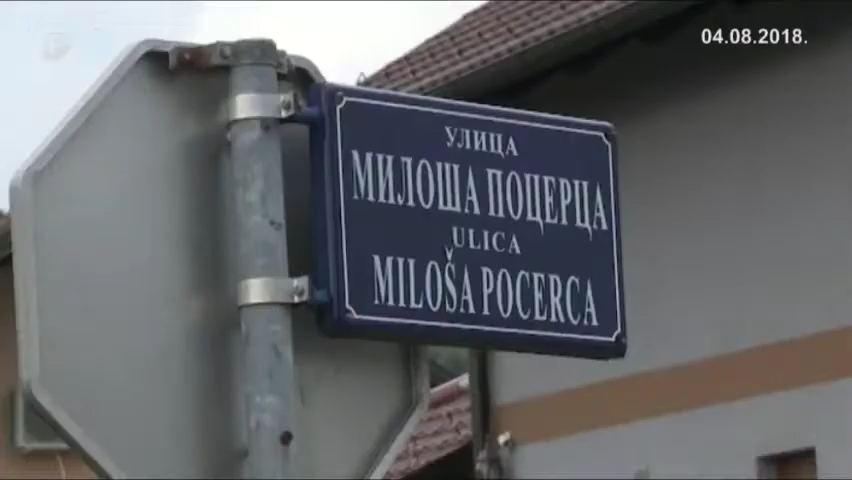 04.08.2018.
УЛИЦА
МИЛОША ПОЦЕРЦА
ULICA
MILOŠA POCERCA